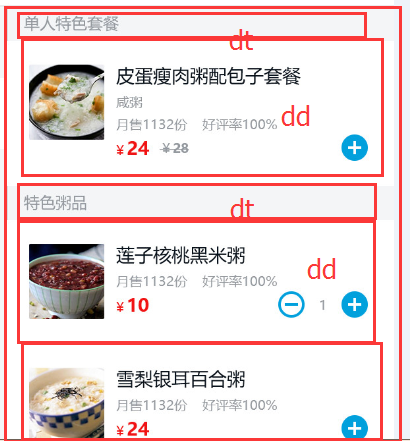 单人特色套餐
dt
皮蛋瘦肉粥配包子套餐
咸粥
月售1132份 好评率100%
dd
¥24 ¥28
特色粥品
dt
莲子核桃黑米粥
dd
月售1132份 好评率100%
¥10 1
雪梨银耳百合粥
月售1132份 好评率100%
¥24